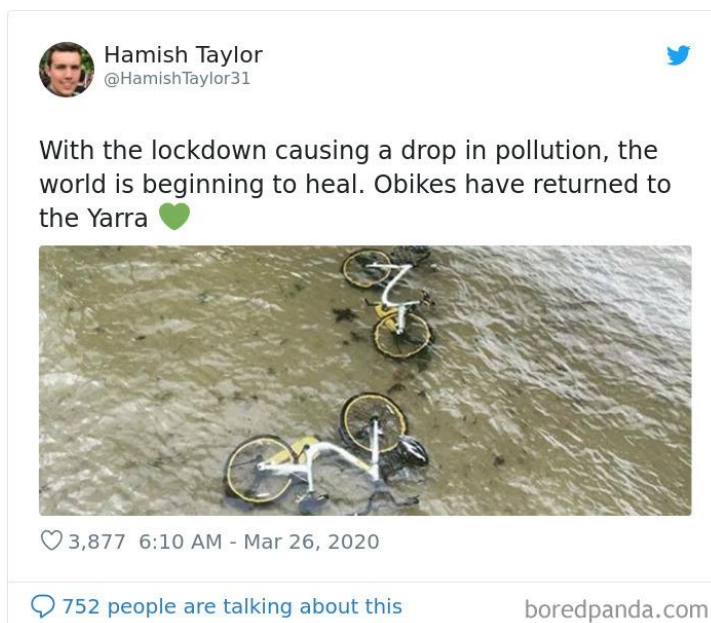 Hamish Taylor
@HamishTaylor31
With the lockdown causing a drop in pollution, the
world is beginning to heal. Obikes have returned to
the Yarra 💚
3,877 6:10 AM - Mar 26, 2020
752 people are talking about this
boredpanda.com